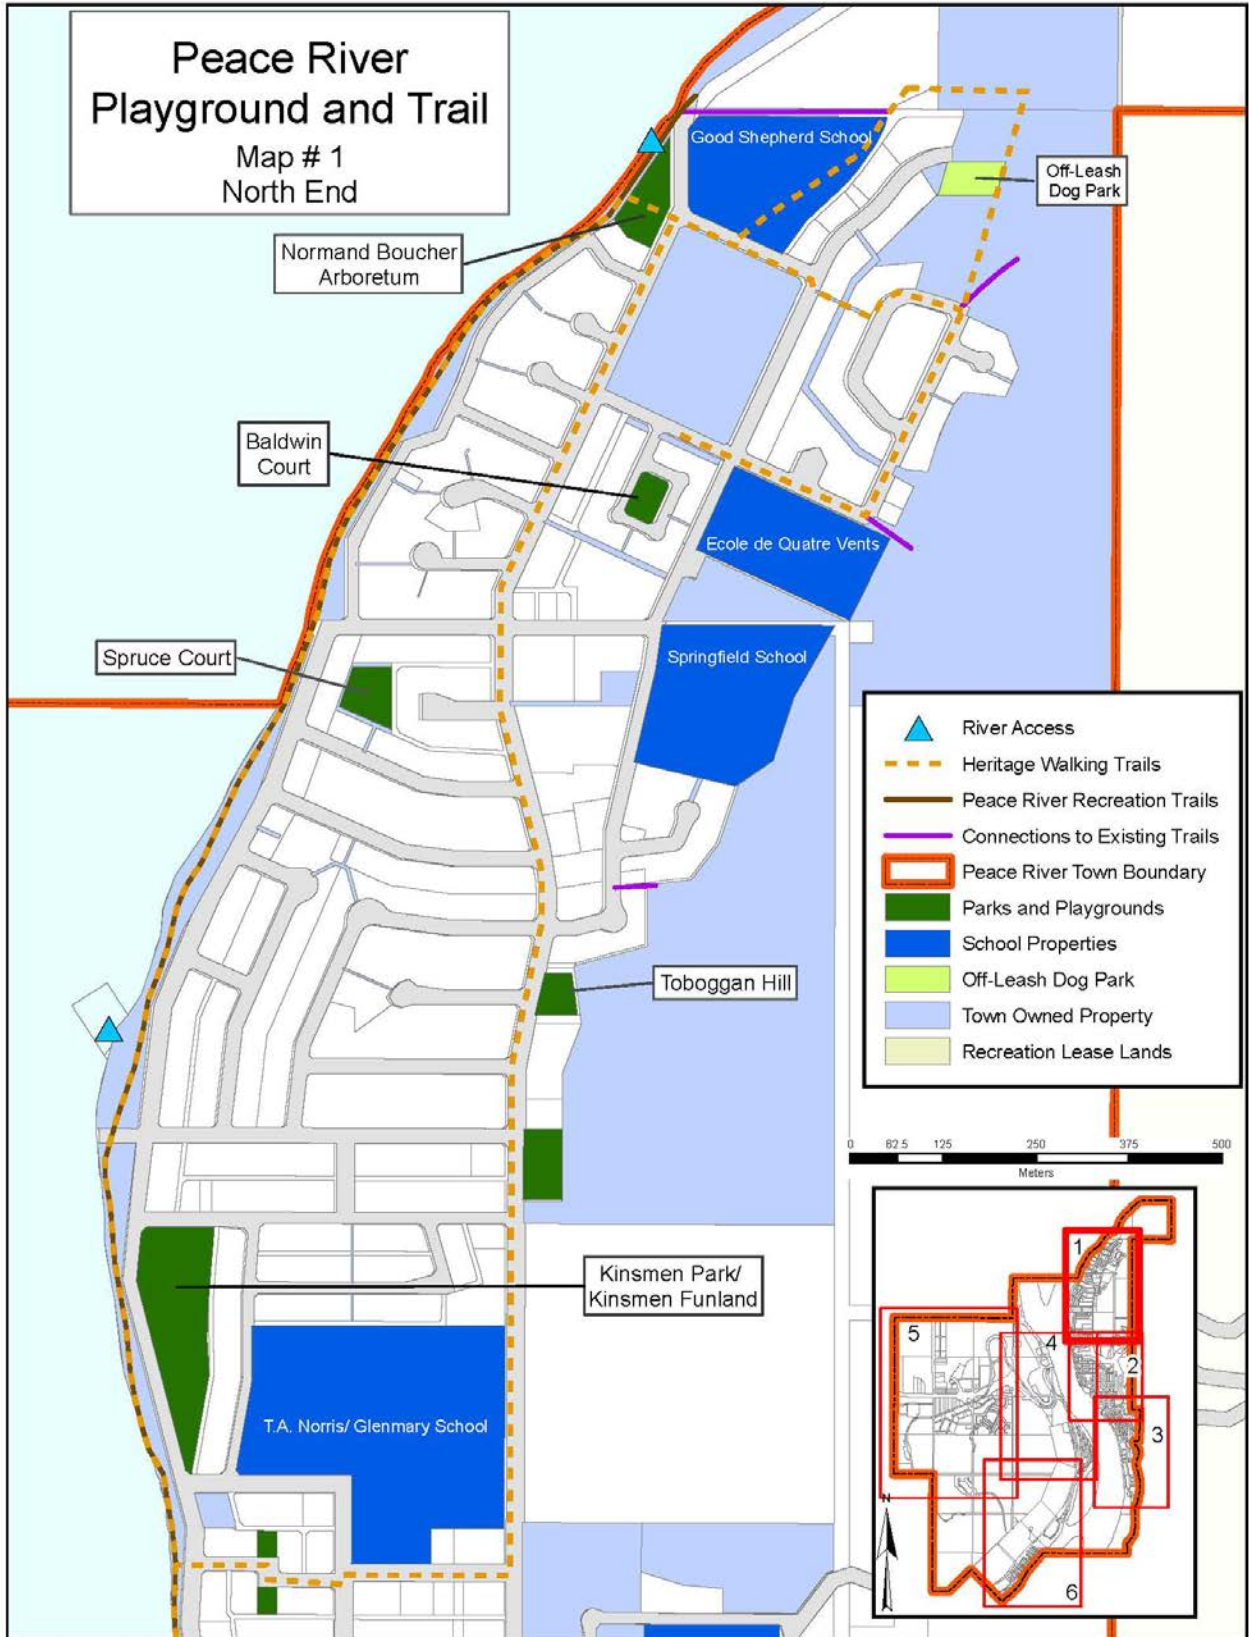 Peace River
Playground and Trail
Map # 1
North End
Good Shepherd School
Off-Leash
Dog Park
Normand Boucher
Arboretum
Baldwin
Court
Ecole de Quatre Vents
Spruce Court
Springfield School
River Access
Heritage Walking Trails
Peace River Recreation Trails
Connections to Existing Trails
Peace River Town Boundary
Parks and Playgrounds
School Properties
Off-Leash Dog Park
Town Owned Property
Recreation Lease Lands
Toboggan Hill
0 62.5 125 250 375 500
Meters
Kinsmen Park/
Kinsmen Funland
T.A. Norris/ Glenmary School
1
5
4
2
3
N
6